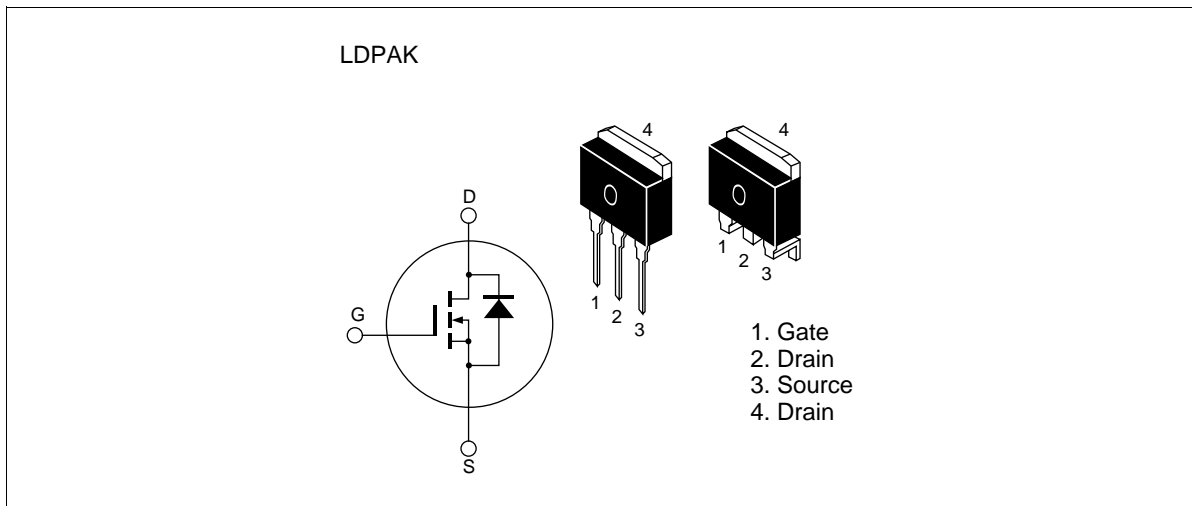 LDPAK
4
4
D
G
S
1
2
3
1
2
3
1. Gate
2. Drain
3. Source
4. Drain